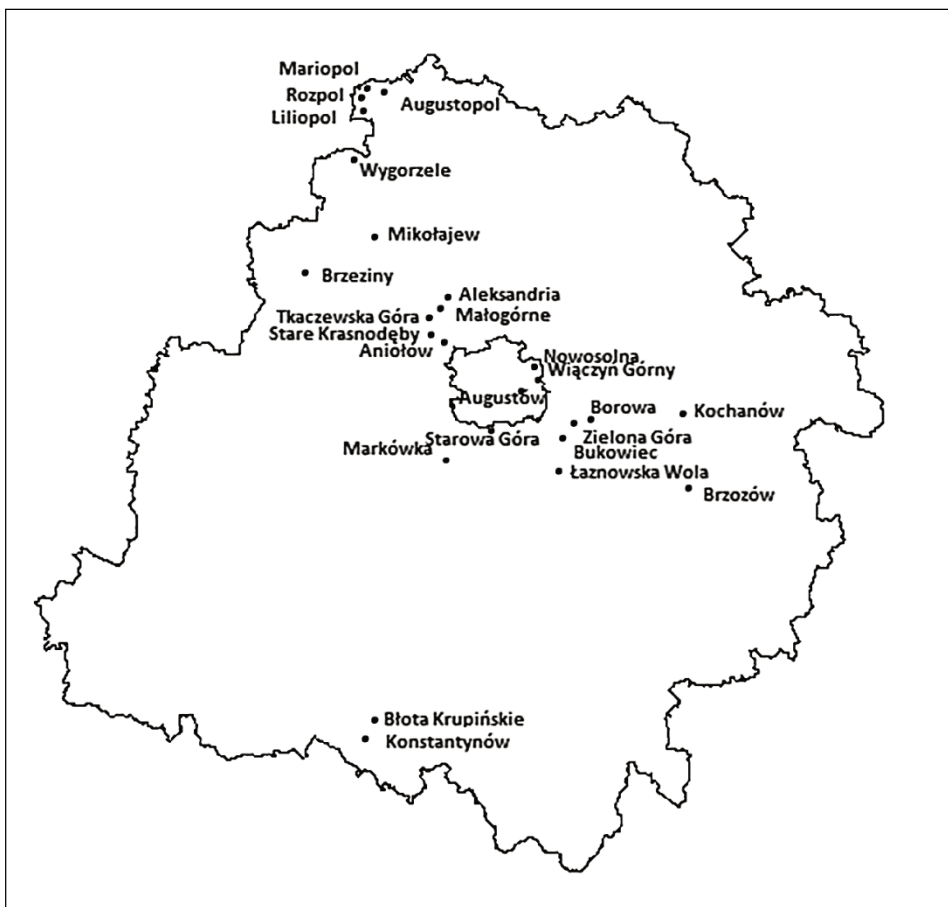 Mariopol
Rozpol
Augustopol
Liliopol
Wygorzele
Mikołajew
Brzeziny
Aleksandria
Małogórne
Tkaczewska Góra
Stare Krasnodęby
Aniołów
Nowosolna
Wiączyń Górny
Augustów
Borowa
Kochanów
Starowa Góra
Zielona Góra
Markówka
Bukowiec
Łaznowska Wola
Brzozów
Błota Krupińskie
Konstantynów